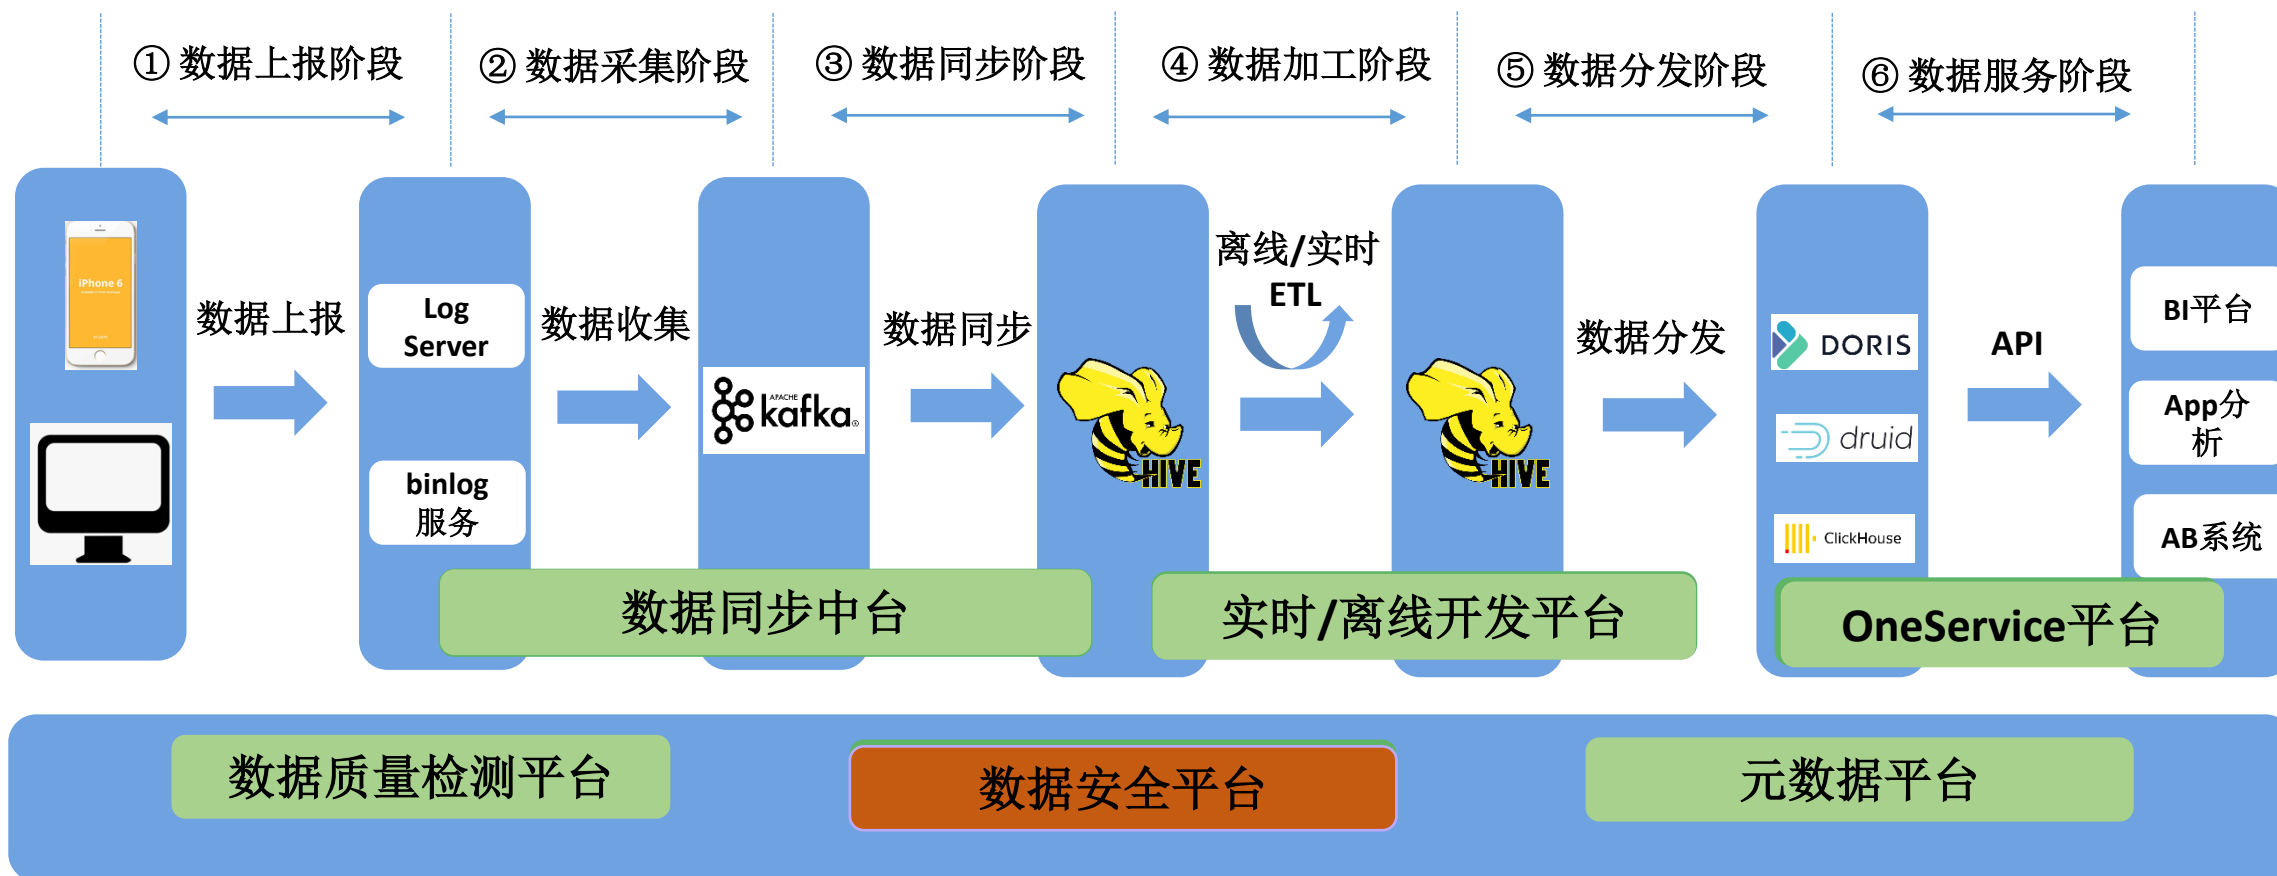 ① 数据上报阶段
② 数据采集阶段
③ 数据同步阶段
④ 数据加工阶段
⑤ 数据分发阶段
⑥ 数据服务阶段
iPhone 6
数据上报
Log
Server
binlog
服务
数据收集
APACHE
kafka
数据同步
HIVE
离线/实时
ETL
HIVE
数据分发
DORIS
druid
ClickHouse
API
BI平台
App分
析
AB系统
数据同步中台
实时/离线开发平台
OneService平台
数据质量检测平台
数据安全平台
元数据平台